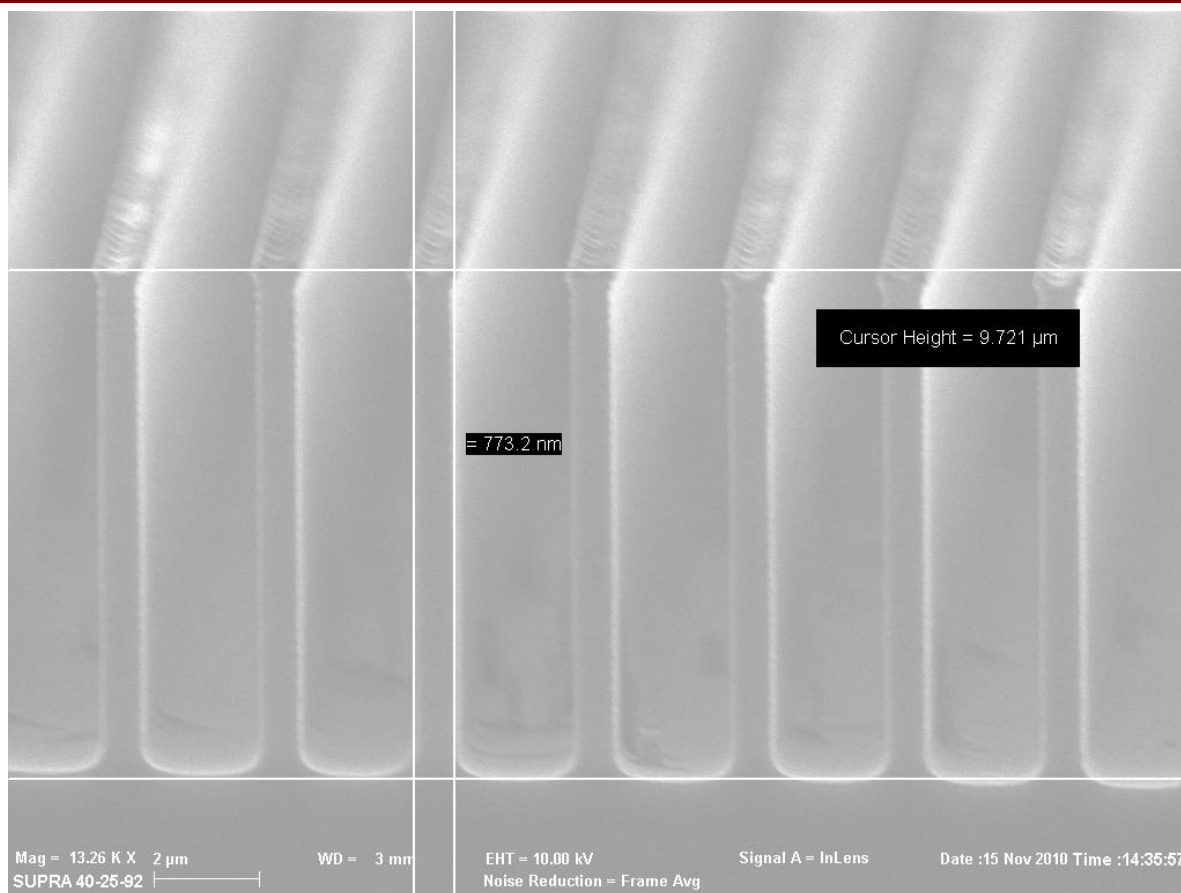 Cursor Height = 9.721 µm
= 773.2 nm
Mag = 13.26 K X 2 µm WD = 3 mm EHT = 10.00 kV Signal A = InLens Date :15 Nov 2010 Time :14:35:57
SUPRA 40-25-92 Noise Reduction = Frame Avg